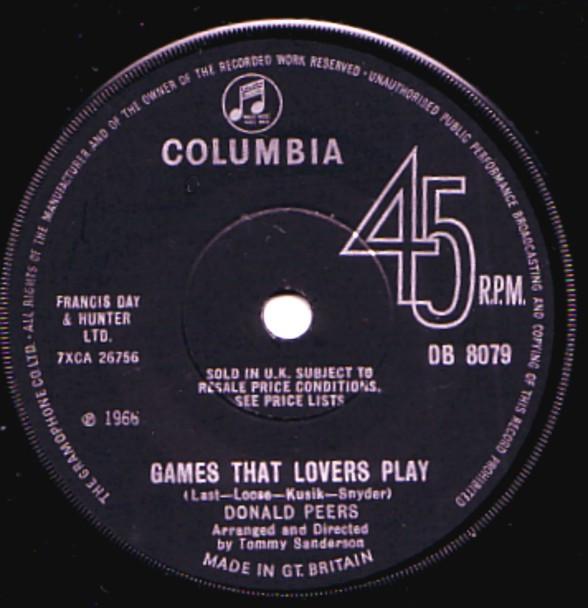 THE GRAMOPHONE CO LTD. · ALL RIGHTS OF THE MANUFACTURER AND OF THE OWNER OF THE RECORDED WORK RESERVED · UNAUTHORISED PUBLIC PERFORMANCE BROADCASTING AND COPYING OF THIS RECORD PROHIBITED
COLUMBIA
45
R.P.M.
FRANCIS DAY
& HUNTER
LTD.
7XCA 26756
DB 8079
SOLD IN U.K. SUBJECT TO
RESALE PRICE CONDITIONS,
SEE PRICE LISTS
℗ 1966
GAMES THAT LOVERS PLAY
(Last—Loose—Kusik—Snyder)
DONALD PEERS
Arranged and Directed
by Tommy Sanderson
MADE IN GT. BRITAIN